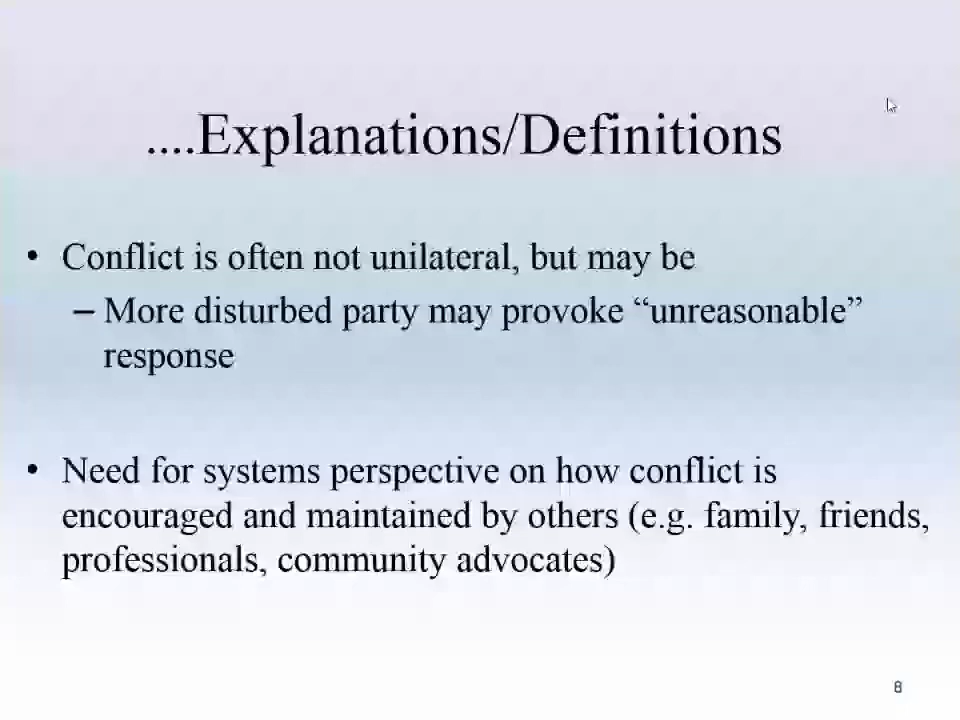 ....Explanations/Definitions
• Conflict is often not unilateral, but may be
– More disturbed party may provoke “unreasonable”
response
• Need for systems perspective on how conflict is
encouraged and maintained by others (e.g. family, friends,
professionals, community advocates)
8